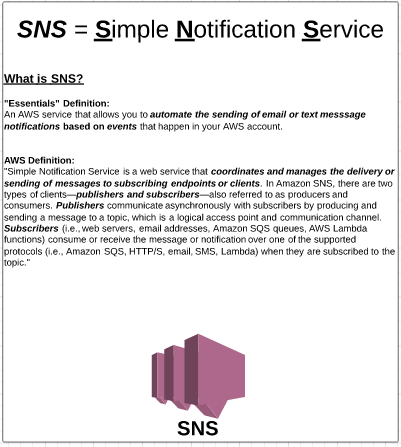 SNS = Simple Notification Service
What is SNS?
"Essentials" Definition:
An AWS service that allows you to automate the sending of email or text messsage
notifications based on events that happen in your AWS account.
AWS Definition:
"Simple Notification Service is a web service that coordinates and manages the delivery or
sending of messages to subscribing endpoints or clients. In Amazon SNS, there are two
types of clients—publishers and subscribers—also referred to as producers and
consumers. Publishers communicate asynchronously with subscribers by producing and
sending a message to a topic, which is a logical access point and communication channel.
Subscribers (i.e., web servers, email addresses, Amazon SQS queues, AWS Lambda
functions) consume or receive the message or notification over one of the supported
protocols (i.e., Amazon SQS, HTTP/S, email, SMS, Lambda) when they are subscribed to the
topic."
SNS